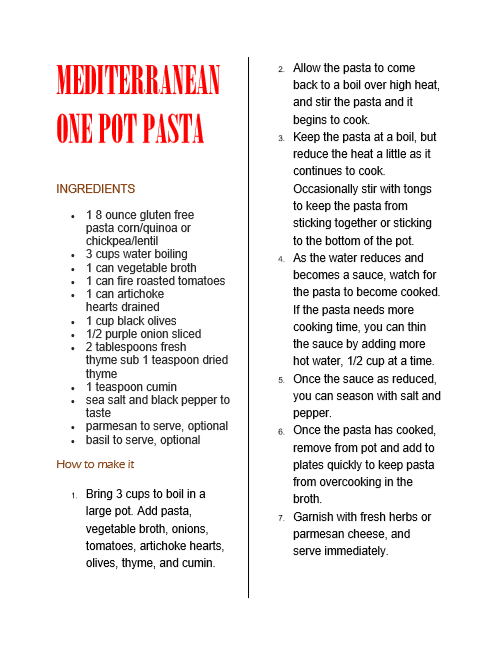 MEDITERRANEAN
ONE POT PASTA
INGREDIENTS
• 1 8 ounce gluten free
pasta corn/quinoa or
chickpea/lentil
• 3 cups water boiling
• 1 can vegetable broth
• 1 can fire roasted tomatoes
• 1 can artichoke
hearts drained
• 1 cup black olives
• 1/2 purple onion sliced
• 2 tablespoons fresh
thyme sub 1 teaspoon dried
thyme
• 1 teaspoon cumin
• sea salt and black pepper to
taste
• parmesan to serve, optional
• basil to serve, optional
How to make it
1. Bring 3 cups to boil in a
large pot. Add pasta,
vegetable broth, onions,
tomatoes, artichoke hearts,
olives, thyme, and cumin.
2. Allow the pasta to come
back to a boil over high heat,
and stir the pasta and it
begins to cook.
3. Keep the pasta at a boil, but
reduce the heat a little as it
continues to cook.
Occasionally stir with tongs
to keep the pasta from
sticking together or sticking
to the bottom of the pot.
4. As the water reduces and
becomes a sauce, watch for
the pasta to become cooked.
If the pasta needs more
cooking time, you can thin
the sauce by adding more
hot water, 1/2 cup at a time.
5. Once the sauce as reduced,
you can season with salt and
pepper.
6. Once the pasta has cooked,
remove from pot and add to
plates quickly to keep pasta
from overcooking in the
broth.
7. Garnish with fresh herbs or
parmesan cheese, and
serve immediately.